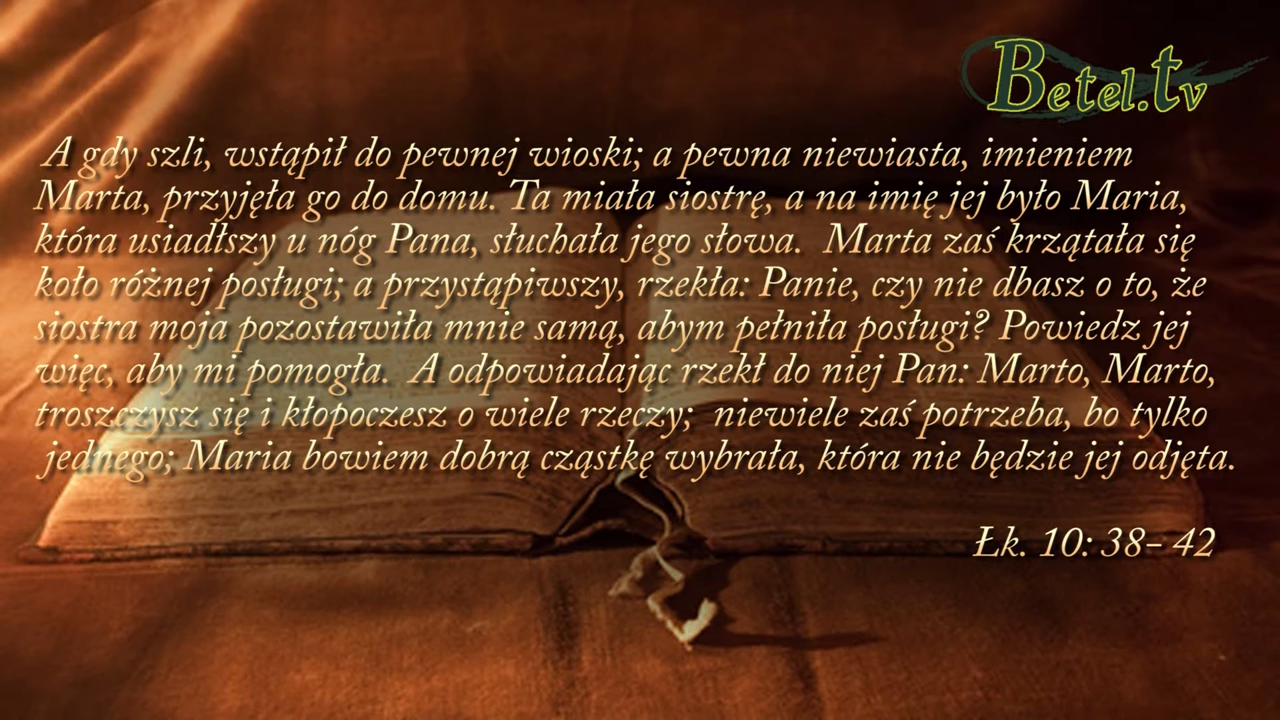 Betel.tv
A gdy szli, wstąpił do pewnej wioski; a pewna niewiasta, imieniem
Marta, przyjęła go do domu. Ta miała siostrę, a na imię jej było Maria,
która usiadłszy u nóg Pana, słuchała jego słowa. Marta zaś krzątała się
koło różnej posługi; a przystąpiwszy, rzekła: Panie, czy nie dbasz o to, że
siostra moja pozostawiła mnie samą, abym pełniła posługi? Powiedz jej
więc, aby mi pomogła. A odpowiadając rzekł do niej Pan: Marto, Marto,
troszczysz się i kłopoczesz o wiele rzeczy; niewiele zaś potrzeba, bo tylko
jednego; Maria bowiem dobrą cząstkę wybrała, która nie będzie jej odjęta.
Łk. 10: 38- 42